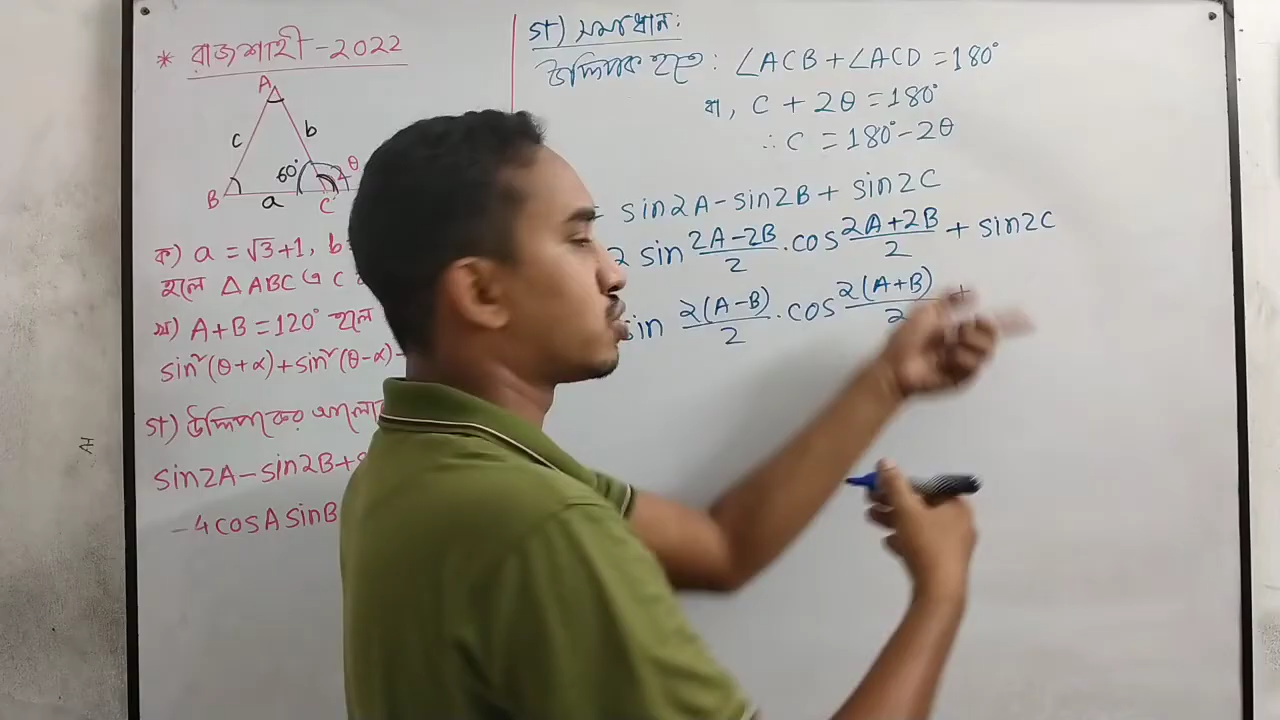 * রাজশাহী-2022
A
c
b
60°
2θ
B
a
C
ক) a = √3+1, b
হলে △ ABC এ C
খ) A+B = 120° হলে
sin²(θ+α)+sin²(θ-α)
গ) উদ্দিপকের আলো
sin2A - sin2B +
- 4cosA sinB
গ) সমাধান:
উদ্দিপক হতে: ∠ACB + ∠ACD = 180°
বা, C + 2θ = 180°
∴ C = 180° - 2θ
= sin2A - sin2B + sin2C
2 sin (2A-2B)/2 . cos (2A+2B)/2 + sin2C
sin 2(A-B)/2 . cos 2(A+B)/2 +